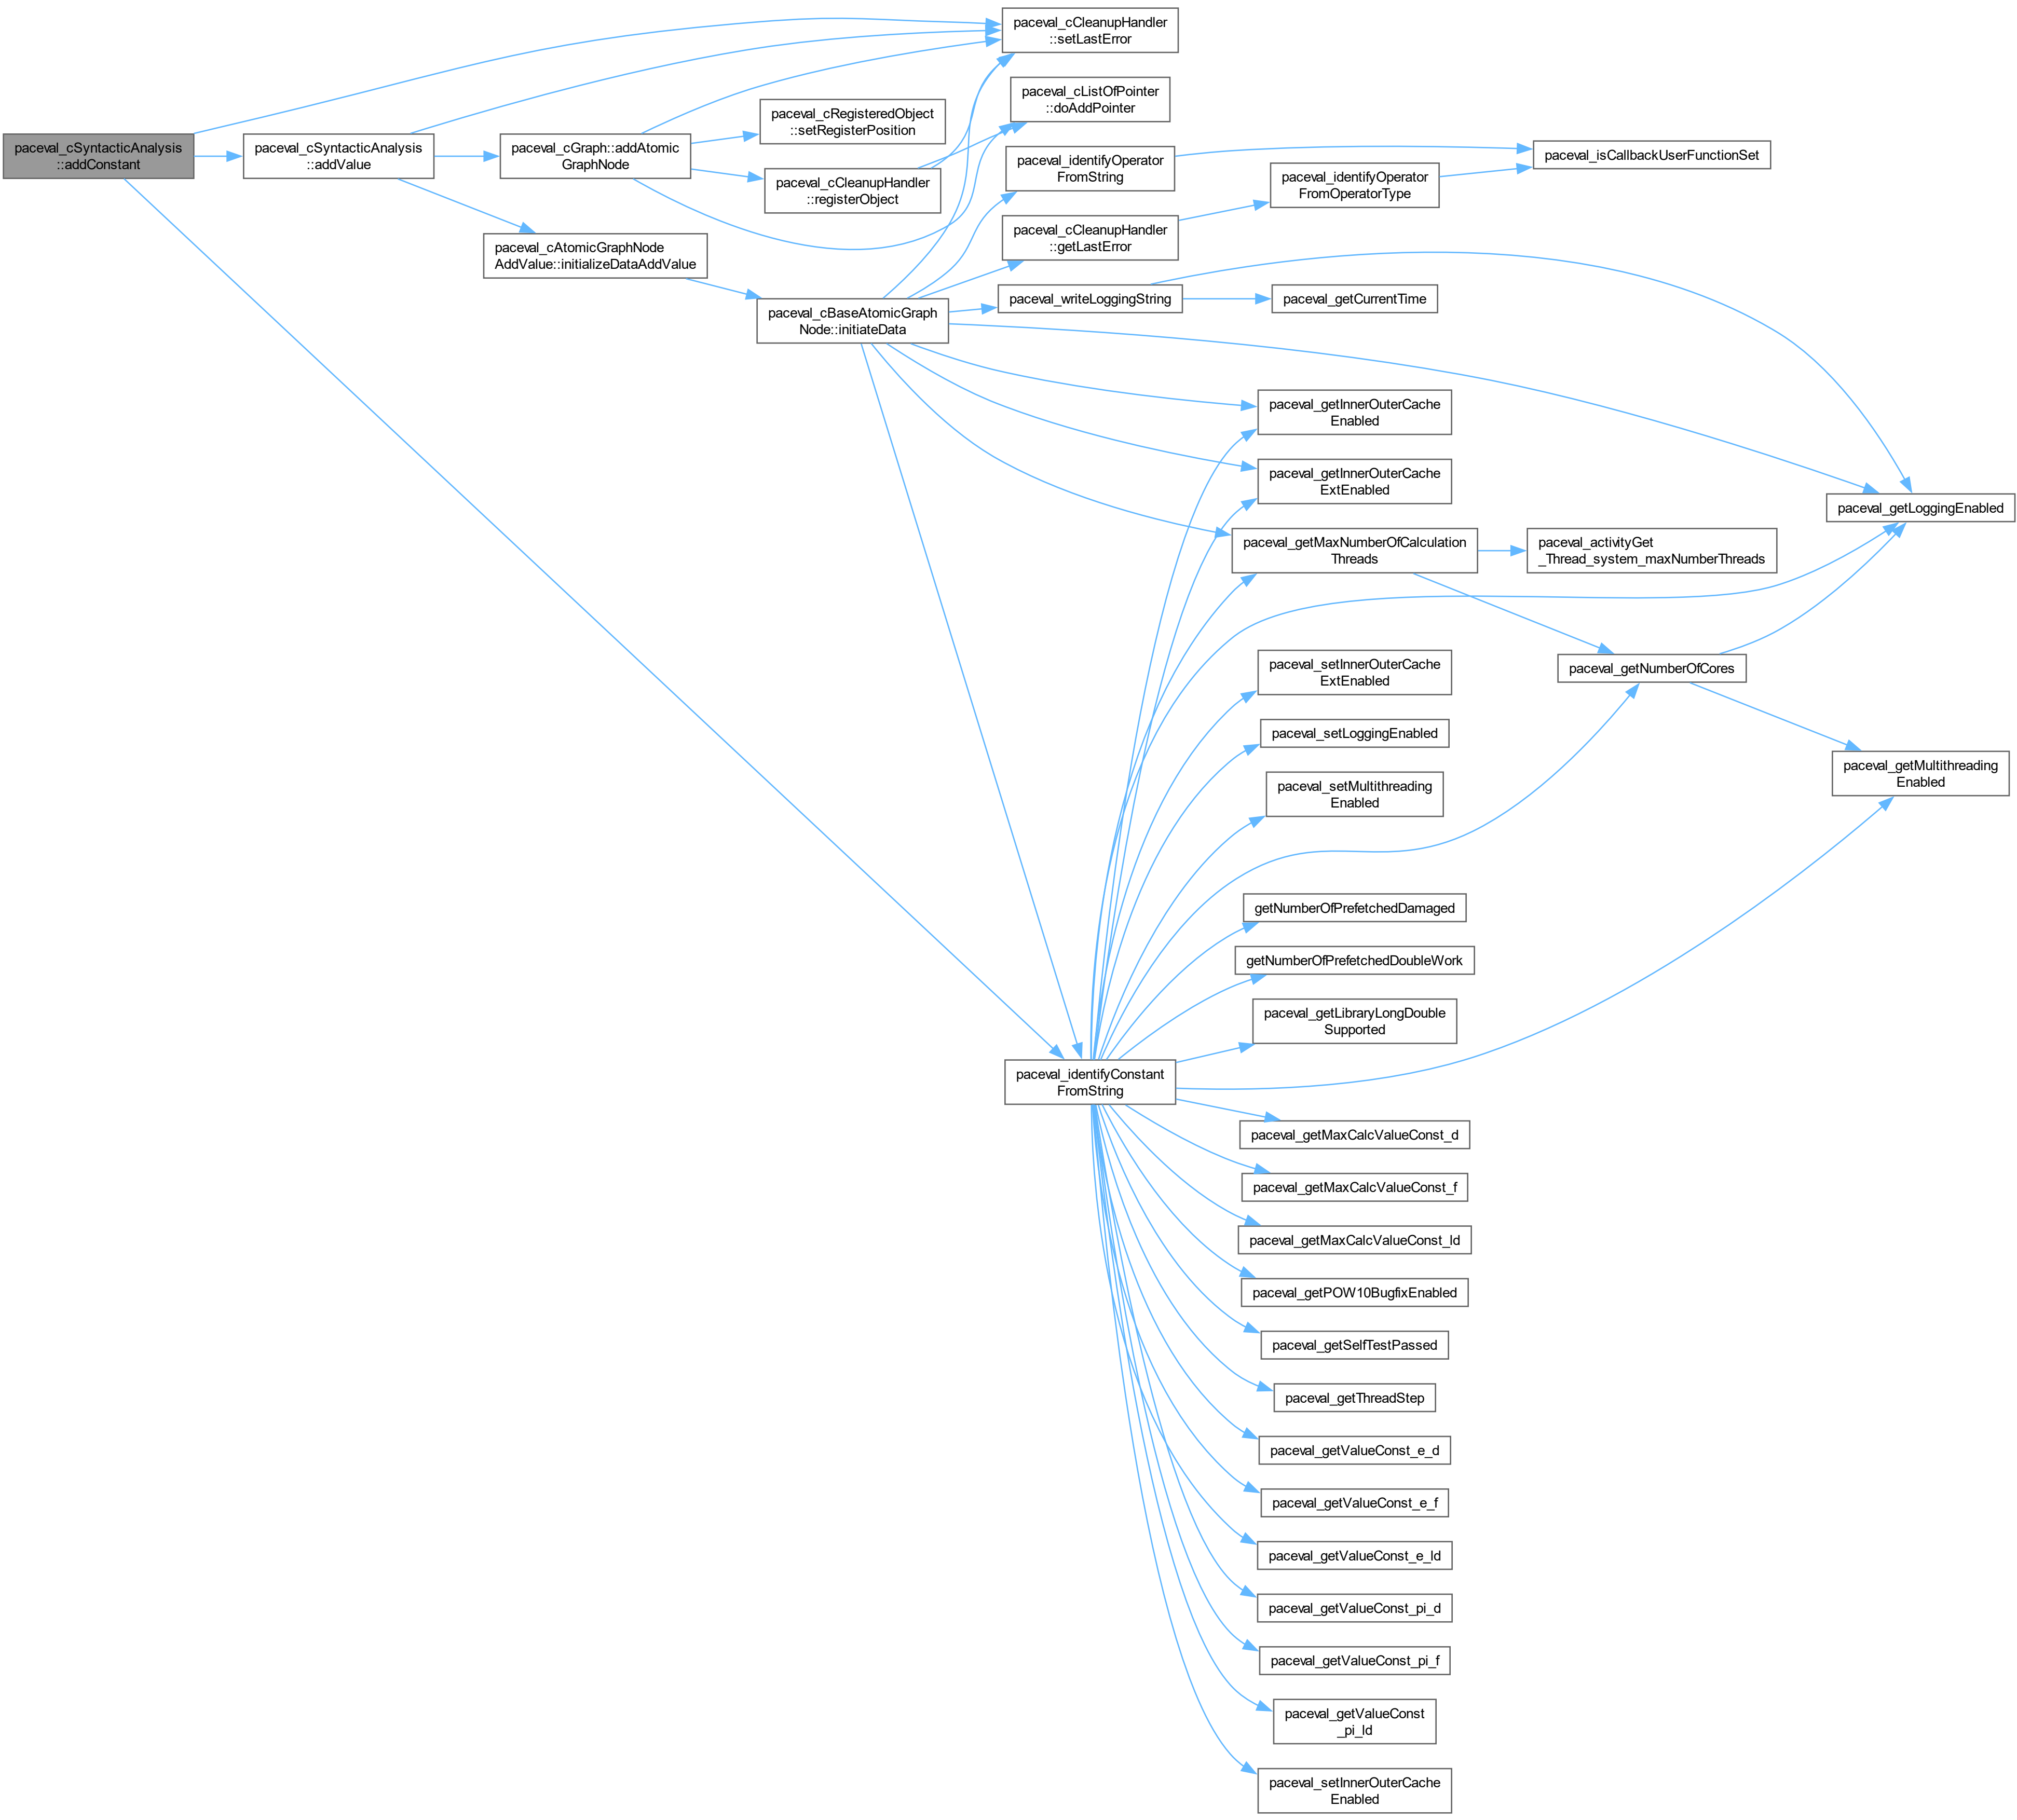 paceval_cCleanupHandler
::setLastError
paceval_cListOfPointer
::doAddPointer
paceval_cRegisteredObject
::setRegisterPosition
paceval_cSyntacticAnalysis
::addConstant
paceval_cSyntacticAnalysis
::addValue
paceval_cGraph::addAtomic
GraphNode
paceval_identifyOperator
FromString
paceval_isCallbackUserFunctionSet
paceval_cCleanupHandler
::registerObject
paceval_identifyOperator
FromOperatorType
paceval_cCleanupHandler
::getLastError
paceval_cAtomicGraphNode
AddValue::initializeDataAddValue
paceval_writeLoggingString
paceval_getCurrentTime
paceval_cBaseAtomicGraph
Node::initiateData
paceval_getInnerOuterCache
Enabled
paceval_getInnerOuterCache
ExtEnabled
paceval_getLoggingEnabled
paceval_getMaxNumberOfCalculation
Threads
paceval_activityGet
_Thread_system_maxNumberThreads
paceval_setInnerOuterCache
ExtEnabled
paceval_getNumberOfCores
paceval_setLoggingEnabled
paceval_setMultithreading
Enabled
paceval_getMultithreading
Enabled
getNumberOfPrefetchedDamaged
getNumberOfPrefetchedDoubleWork
paceval_getLibraryLongDouble
Supported
paceval_identifyConstant
FromString
paceval_getMaxCalcValueConst_d
paceval_getMaxCalcValueConst_f
paceval_getMaxCalcValueConst_ld
paceval_getPOW10BugfixEnabled
paceval_getSelfTestPassed
paceval_getThreadStep
paceval_getValueConst_e_d
paceval_getValueConst_e_f
paceval_getValueConst_e_ld
paceval_getValueConst_pi_d
paceval_getValueConst_pi_f
paceval_getValueConst
_pi_ld
paceval_setInnerOuterCache
Enabled